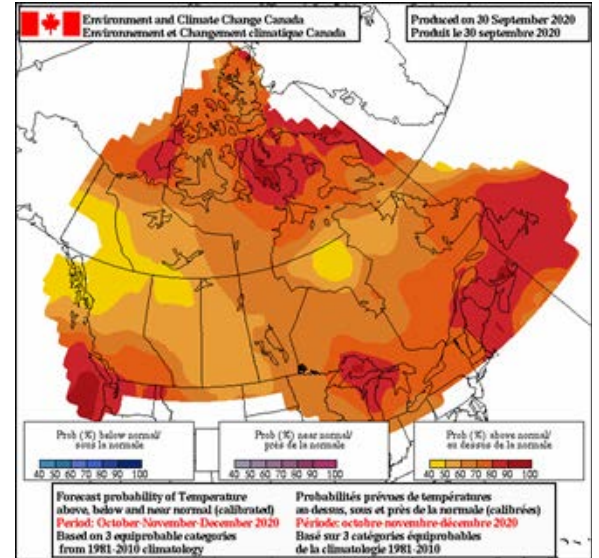 Environment and Climate Change Canada
Environnement et Changement climatique Canada
Produced on 30 September 2020
Produit le 30 septembre 2020
Prob (%) below normal/
sous la normale
40 50 60 70 80 90 100
Prob (%) near normal/
près de la normale
40 50 60 70 80 90 100
Prob (%) above normal/
au dessus de la normale
40 50 60 70 80 90 100
Forecast probability of Temperature
above, below and near normal (calibrated)
Period: October-November-December 2020
Based on 3 equiprobable categories
from 1981-2010 climatology
Probabilités prévues de températures
au-dessus, sous et près de la normale (calibrées)
Période: octobre-novembre-décembre 2020
Basé sur 3 catégories équiprobables
de la climatologie 1981-2010